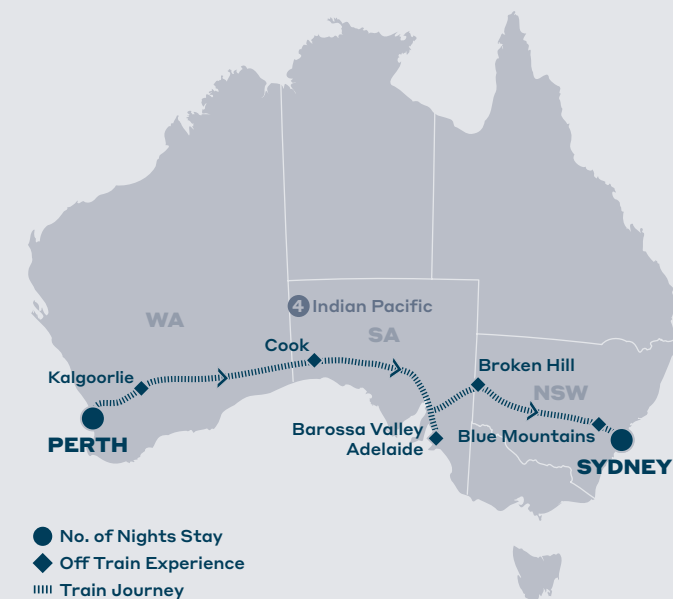 4 Indian Pacific
WA
SA
Cook
Kalgoorlie
Broken Hill
NSW
PERTH
Barossa Valley
Adelaide
Blue Mountains
SYDNEY
No. of Nights Stay
Off Train Experience
Train Journey